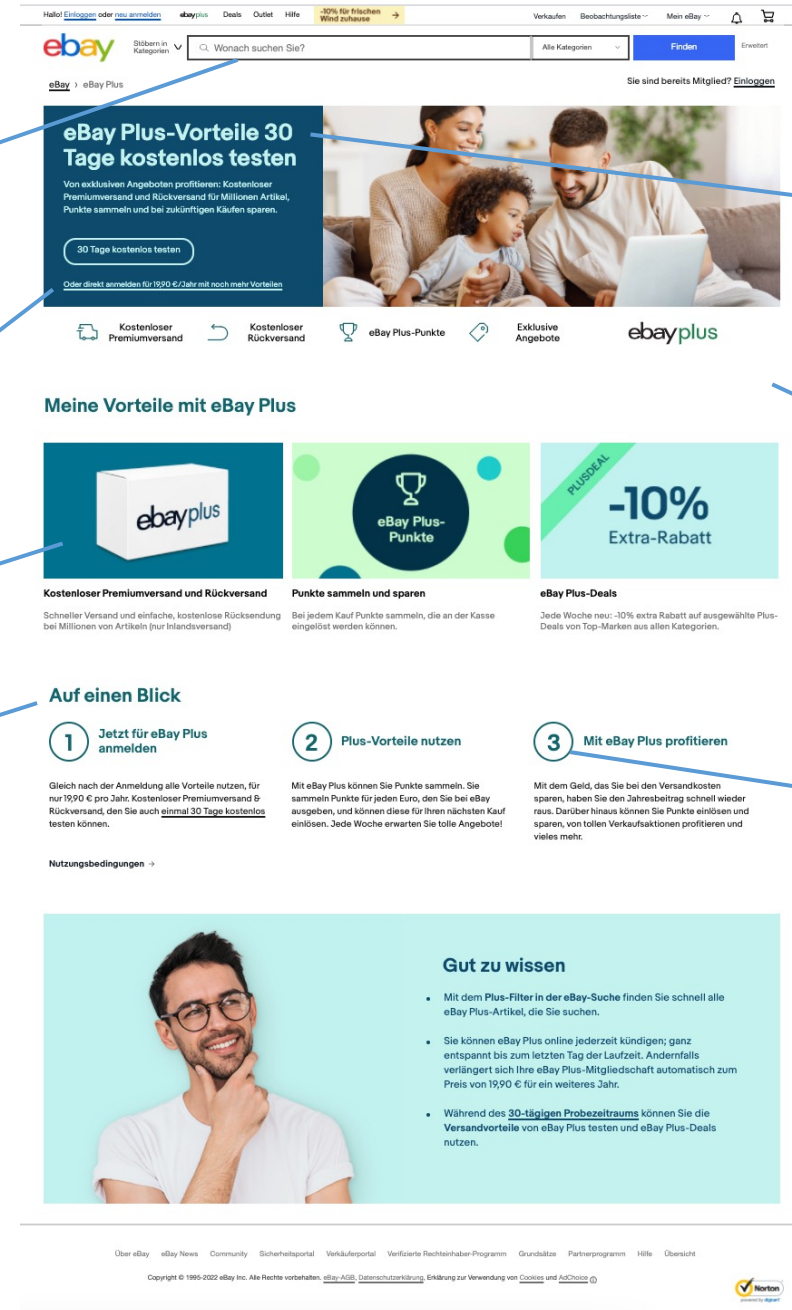 Hallo! Einloggen oder neu anmelden ebayplus Deals Outlet Hilfe -10% für frischen Wind zuhause → Verkaufen Beobachtungsliste Mein eBay
ebay Stöbern in Kategorien Wonach suchen Sie? Alle Kategorien Finden Erweitert
eBay › eBay Plus
Sie sind bereits Mitglied? Einloggen
eBay Plus-Vorteile 30
Tage kostenlos testen
Von exklusiven Angeboten profitieren: Kostenloser
Premiumversand und Rückversand für Millionen Artikel,
Punkte sammeln und bei zukünftigen Käufen sparen.
30 Tage kostenlos testen
Oder direkt anmelden für 19,90 €/Jahr mit noch mehr Vorteilen
Kostenloser Premiumversand
Kostenloser Rückversand
eBay Plus-Punkte
Exklusive Angebote
ebayplus
Meine Vorteile mit eBay Plus
ebayplus
eBay Plus-
Punkte
PLUSDEAL
-10%
Extra-Rabatt
Kostenloser Premiumversand und Rückversand
Schneller Versand und einfache, kostenlose Rücksendung
bei Millionen von Artikeln (nur Inlandsversand)
Punkte sammeln und sparen
Bei jedem Kauf Punkte sammeln, die an der Kasse
eingelöst werden können.
eBay Plus-Deals
Jede Woche neu: -10% extra Rabatt auf ausgewählte Plus-
Deals von Top-Marken aus allen Kategorien.
Auf einen Blick
1 Jetzt für eBay Plus
anmelden
Gleich nach der Anmeldung alle Vorteile nutzen, für
nur 19,90 € pro Jahr. Kostenloser Premiumversand &
Rückversand, den Sie auch einmal 30 Tage kostenlos
testen können.
2 Plus-Vorteile nutzen
Mit eBay Plus können Sie Punkte sammeln. Sie
sammeln Punkte für jeden Euro, den Sie bei eBay
ausgeben, und können diese für Ihren nächsten Kauf
einlösen. Jede Woche erwarten Sie tolle Angebote!
3 Mit eBay Plus profitieren
Mit dem Geld, das Sie bei den Versandkosten
sparen, haben Sie den Jahresbeitrag schnell wieder
raus. Darüber hinaus können Sie Punkte einlösen und
sparen, von tollen Verkaufsaktionen profitieren und
vieles mehr.
Nutzungsbedingungen →
Gut zu wissen
• Mit dem Plus-Filter in der eBay-Suche finden Sie schnell alle
eBay Plus-Artikel, die Sie suchen.
• Sie können eBay Plus online jederzeit kündigen; ganz
entspannt bis zum letzten Tag der Laufzeit. Andernfalls
verlängert sich Ihre eBay Plus-Mitgliedschaft automatisch zum
Preis von 19,90 € für ein weiteres Jahr.
• Während des 30-tägigen Probezeitraums können Sie die
Versandvorteile von eBay Plus testen und eBay Plus-Deals
nutzen.
Über eBay eBay News Community Sicherheitsportal Verkäuferportal Verifizierte Rechteinhaber-Programm Grundsätze Partnerprogramm Hilfe Übersicht
Copyright © 1995-2022 eBay Inc. Alle Rechte vorbehalten. eBay-AGB, Datenschutzerklärung, Erklärung zur Verwendung von Cookies und AdChoice
Norton
powered by digicert